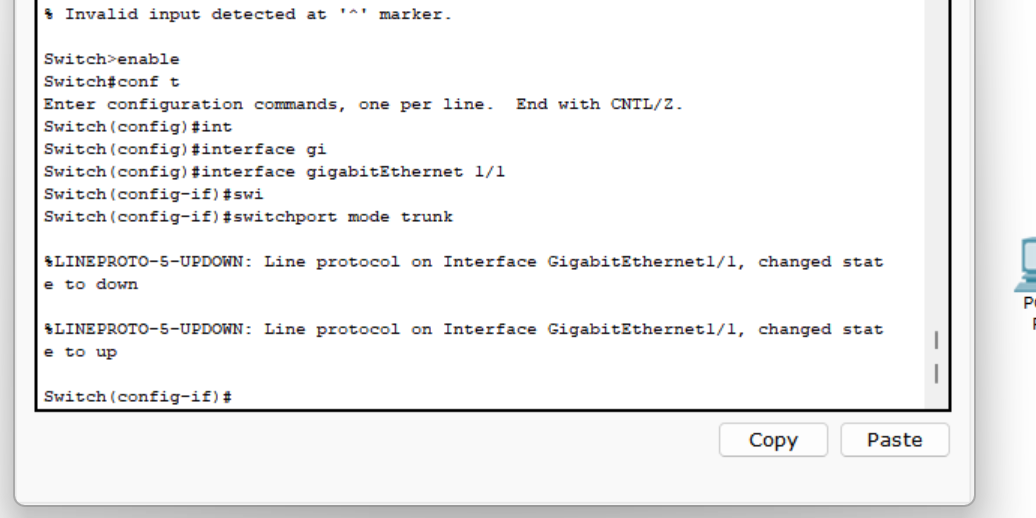 % Invalid input detected at '^' marker.
Switch>enable
Switch#conf t
Enter configuration commands, one per line.  End with CNTL/Z.
Switch(config)#int
Switch(config)#interface gi
Switch(config)#interface gigabitEthernet 1/1
Switch(config-if)#swi
Switch(config-if)#switchport mode trunk
%LINEPROTO-5-UPDOWN: Line protocol on Interface GigabitEthernet1/1, changed stat
e to down
%LINEPROTO-5-UPDOWN: Line protocol on Interface GigabitEthernet1/1, changed stat
e to up
Switch(config-if)#
Copy
Paste